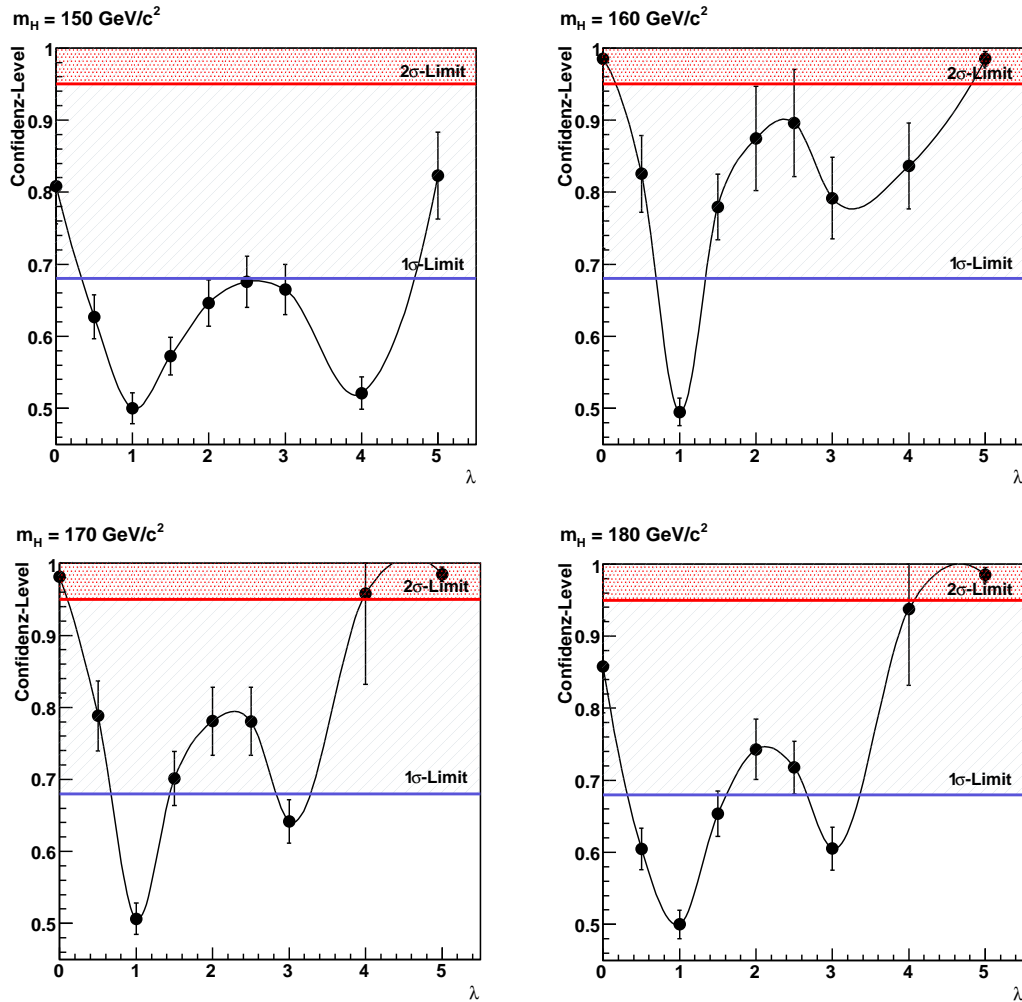 m_H = 150 GeV/c²
Confidenz-Level
1
0.9
0.8
0.7
0.6
0.5
2σ-Limit
1σ-Limit
0 1 2 3 4 5
λ
m_H = 160 GeV/c²
Confidenz-Level
1
0.9
0.8
0.7
0.6
0.5
2σ-Limit
1σ-Limit
0 1 2 3 4 5
λ
m_H = 170 GeV/c²
Confidenz-Level
1
0.9
0.8
0.7
0.6
0.5
2σ-Limit
1σ-Limit
0 1 2 3 4 5
λ
m_H = 180 GeV/c²
Confidenz-Level
1
0.9
0.8
0.7
0.6
0.5
2σ-Limit
1σ-Limit
0 1 2 3 4 5
λ